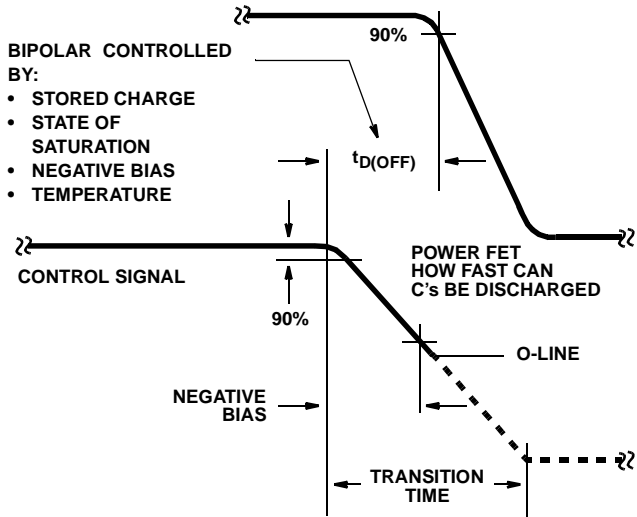 90%
BIPOLAR CONTROLLED
BY:
• STORED CHARGE
• STATE OF
SATURATION
• NEGATIVE BIAS
• TEMPERATURE
tD(OFF)
CONTROL SIGNAL
90%
POWER FET
HOW FAST CAN
C's BE DISCHARGED
O-LINE
NEGATIVE
BIAS
TRANSITION
TIME